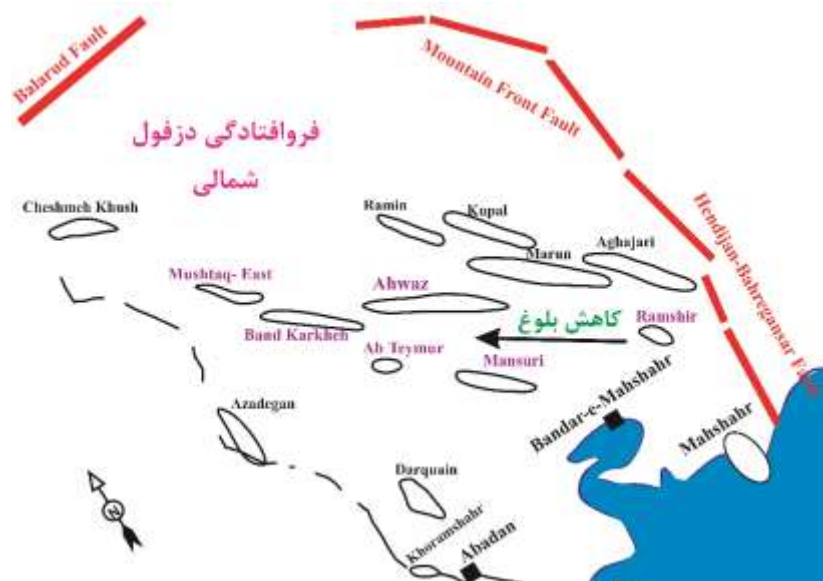 Balarud Fault
Mountain Front Fault
فروافتادگی دزفول
شمالی
Cheshmeh Khush
Ramin
Kupal
Marun
Aghajari
Hendijan-Bahregansar Fault
Mushtaq- East
Ahwaz
Band Karkheh
کاهش بلوغ
Ramshir
Ab Teymur
Mansuri
Azadegan
Bandar-e-Mahshahr
Mahshahr
Darquain
Khoramshahr
Abadan
N